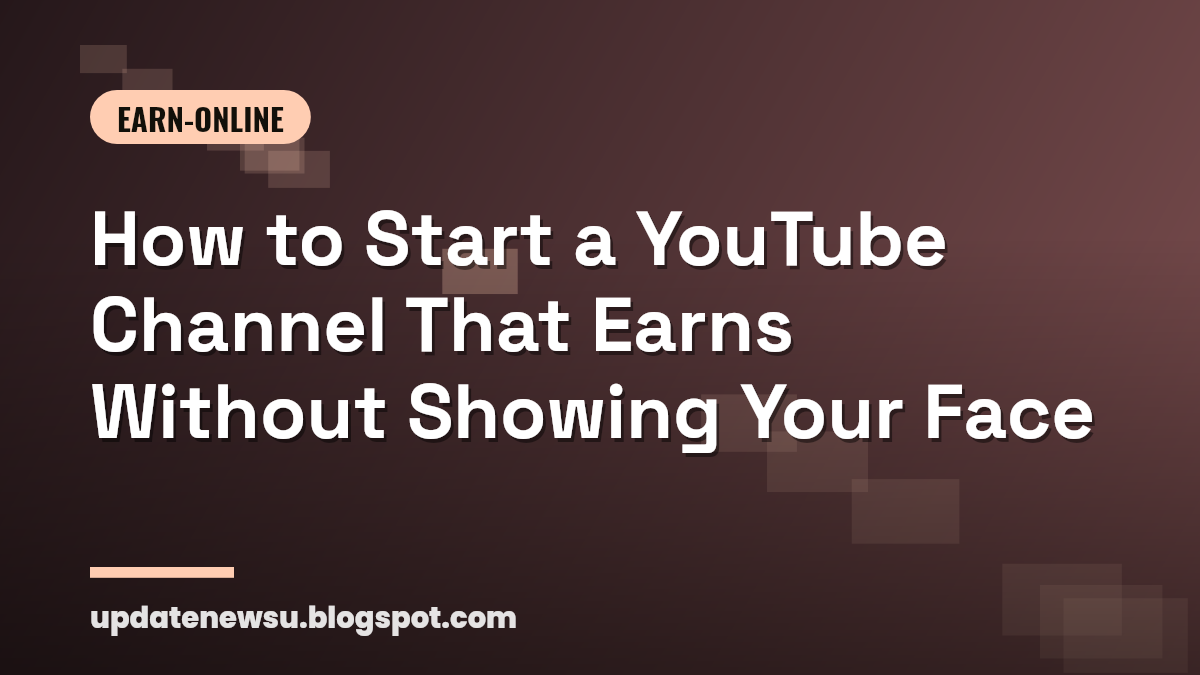 EARN-ONLINE
How to Start a YouTube
Channel That Earns
Without Showing Your Face
updatenewsu.blogspot.com